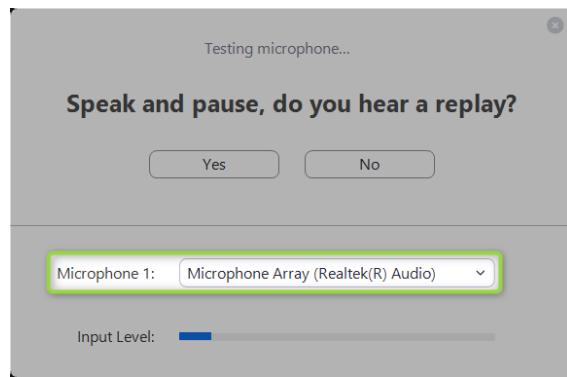 Testing microphone...
Speak and pause, do you hear a replay?
Yes No
Microphone 1: Microphone Array (Realtek(R) Audio)
Input Level: